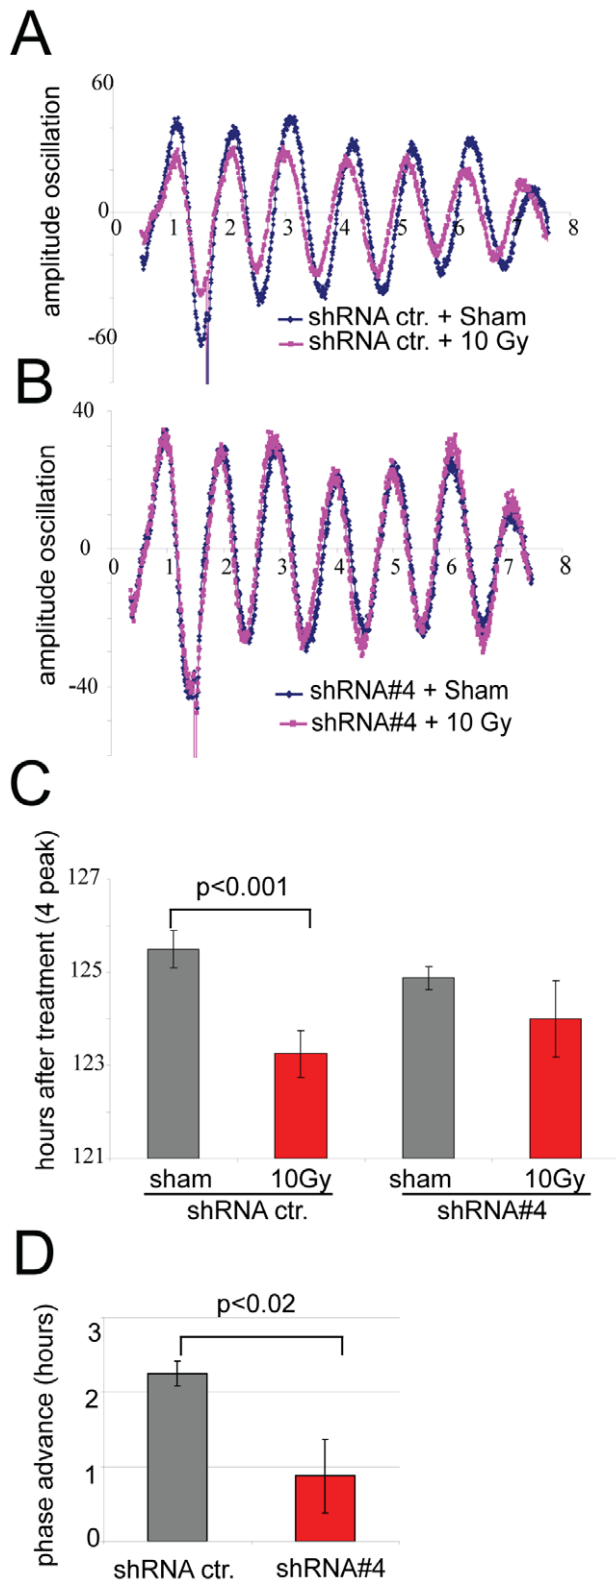 A
60
amplitude oscillation
0
0 1 2 3 4 5 6 7 8
-60
shRNA ctr. + Sham
shRNA ctr. + 10 Gy
B
40
amplitude oscillation
0
0 1 2 3 4 5 6 7 8
-40
shRNA#4 + Sham
shRNA#4 + 10 Gy
C
hours after treatment (4 peak)
127
p<0.001
125
123
121
sham 10Gy sham 10Gy
shRNA ctr. shRNA#4
D
phase advance (hours)
p<0.02
3
2
1
0
shRNA ctr. shRNA#4